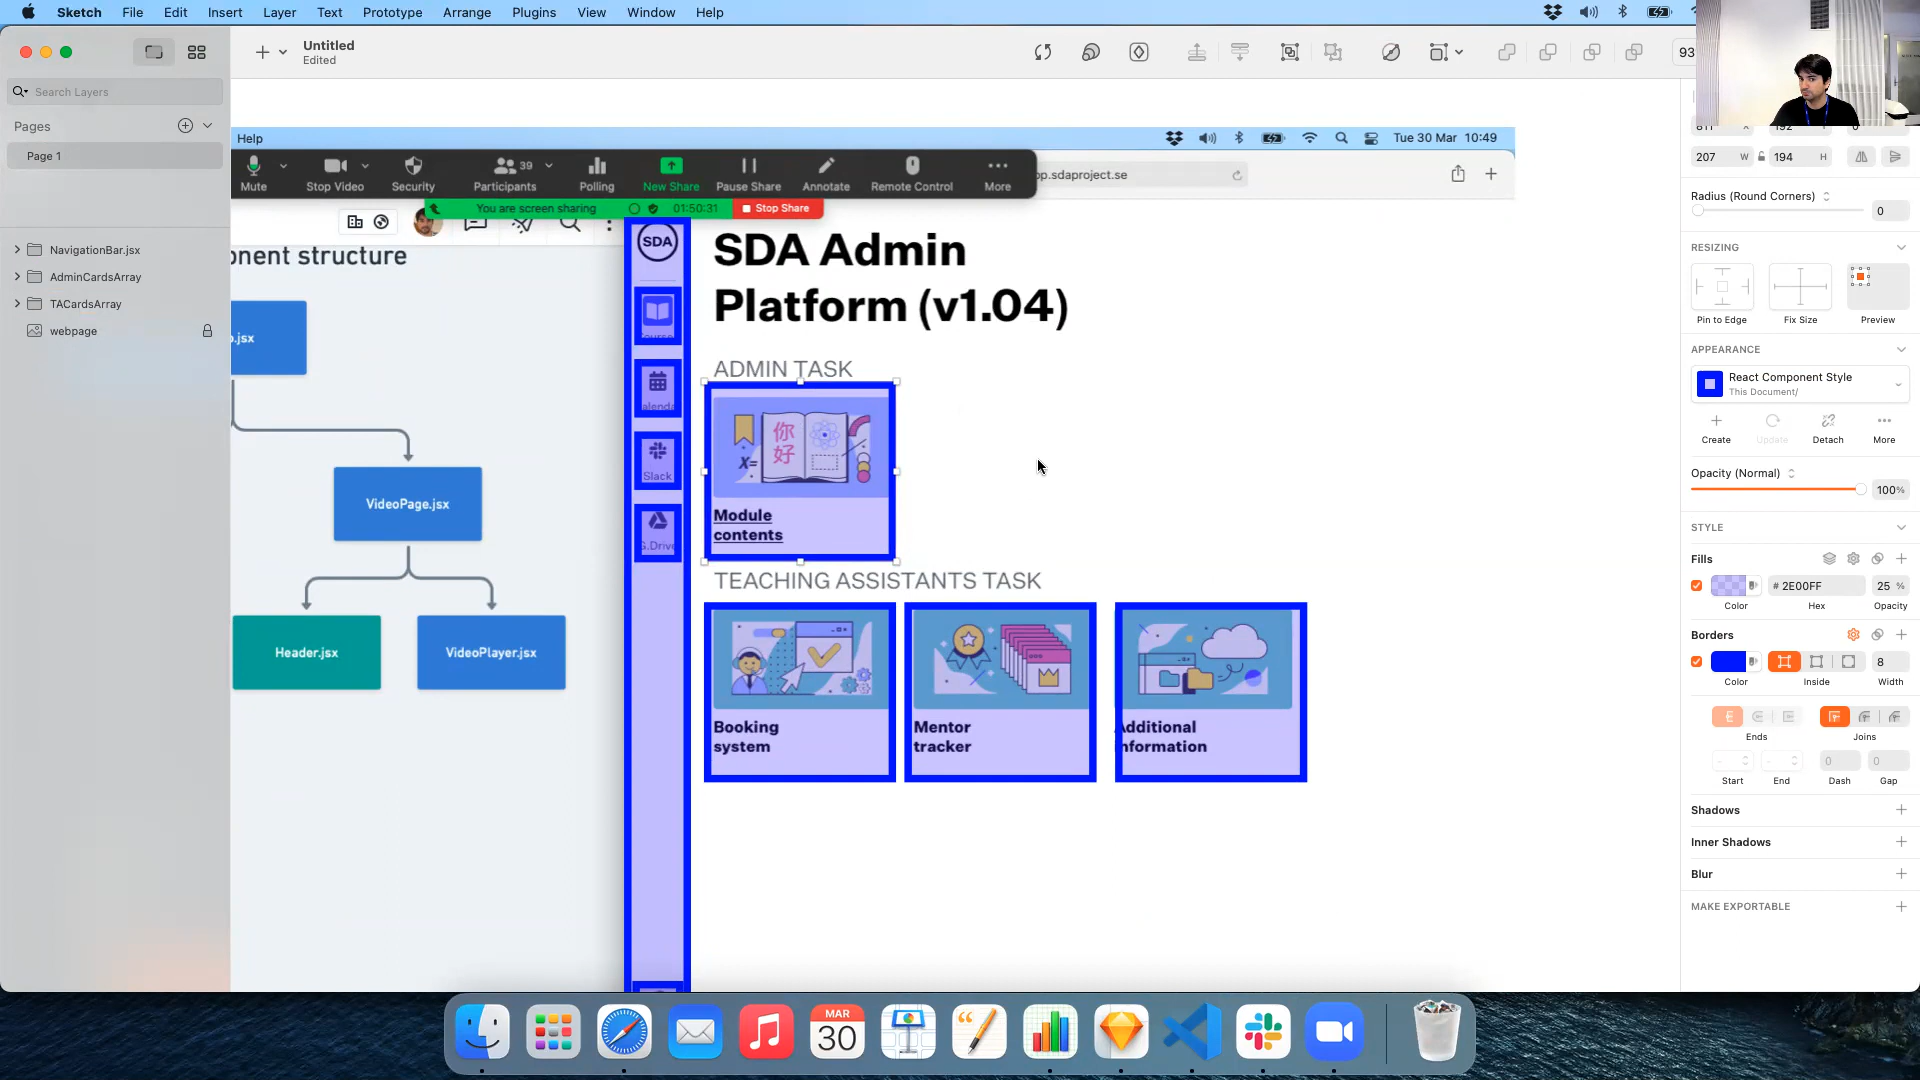 Sketch File Edit Insert Layer Text Prototype Arrange Plugins View Window Help
Untitled
Edited
93
Search Layers
Pages
Page 1
NavigationBar.jsx
AdminCardsArray
TACardsArray
webpage
Help
Tue 30 Mar 10:49
Mute
Stop Video
Security
39
Participants
Polling
New Share
Pause Share
Annotate
Remote Control
More
op.sdaproject.se
You are screen sharing
01:50:31
Stop Share
nent structure
o.jsx
VideoPage.jsx
Header.jsx
VideoPlayer.jsx
SDA
Slack
G.Drive
SDA Admin
Platform (v1.04)
ADMIN TASK
你
好
X=
Module
contents
TEACHING ASSISTANTS TASK
Booking
system
Mentor
tracker
Additional
information
207 W 194 H
Radius (Round Corners)
0
RESIZING
Pin to Edge
Fix Size
Preview
APPEARANCE
React Component Style
This Document/
Create
Update
Detach
More
Opacity (Normal)
100%
STYLE
Fills
# 2E00FF
25 %
Color
Hex
Opacity
Borders
8
Color
Inside
Width
Ends
Joins
- - 0 0
Start
End
Dash
Gap
Shadows
Inner Shadows
Blur
MAKE EXPORTABLE
MAR
30